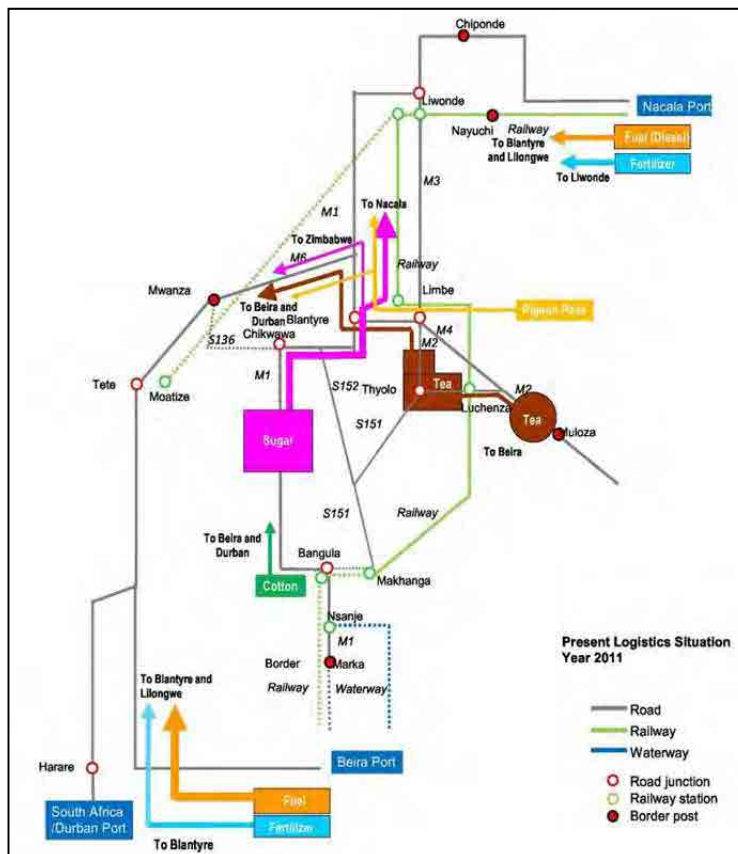 Chiponde
Liwonde
Nacala Port
Nayuchi
Railway
To Blantyre
and Lilongwe
Fuel (Diesel)
Fertilizer
To Liwonde
M3
To Nacala
M1
To Zimbabwe
M6
Railway
Mwanza
Limbe
To Beira and
Durban
Blantyre
Pigeon Peas
M4
S136
Chikwawa
M2
M1
S152
Thyolo
Tea
M2
Tete
Moatize
Luchenza
Tea
Sugar
S151
Muloza
To Beira
S151
Railway
To Beira and
Durban
Bangula
Cotton
Makhanga
Nsanje
M1
Present Logistics Situation
Year 2011
To Blantyre and
Lilongwe
Border
Marka
Railway
Waterway
Road
Railway
Waterway
Harare
Beira Port
Road junction
Railway station
Border post
South Africa
/Durban Port
Fuel
Fertilizer
To Blantyre